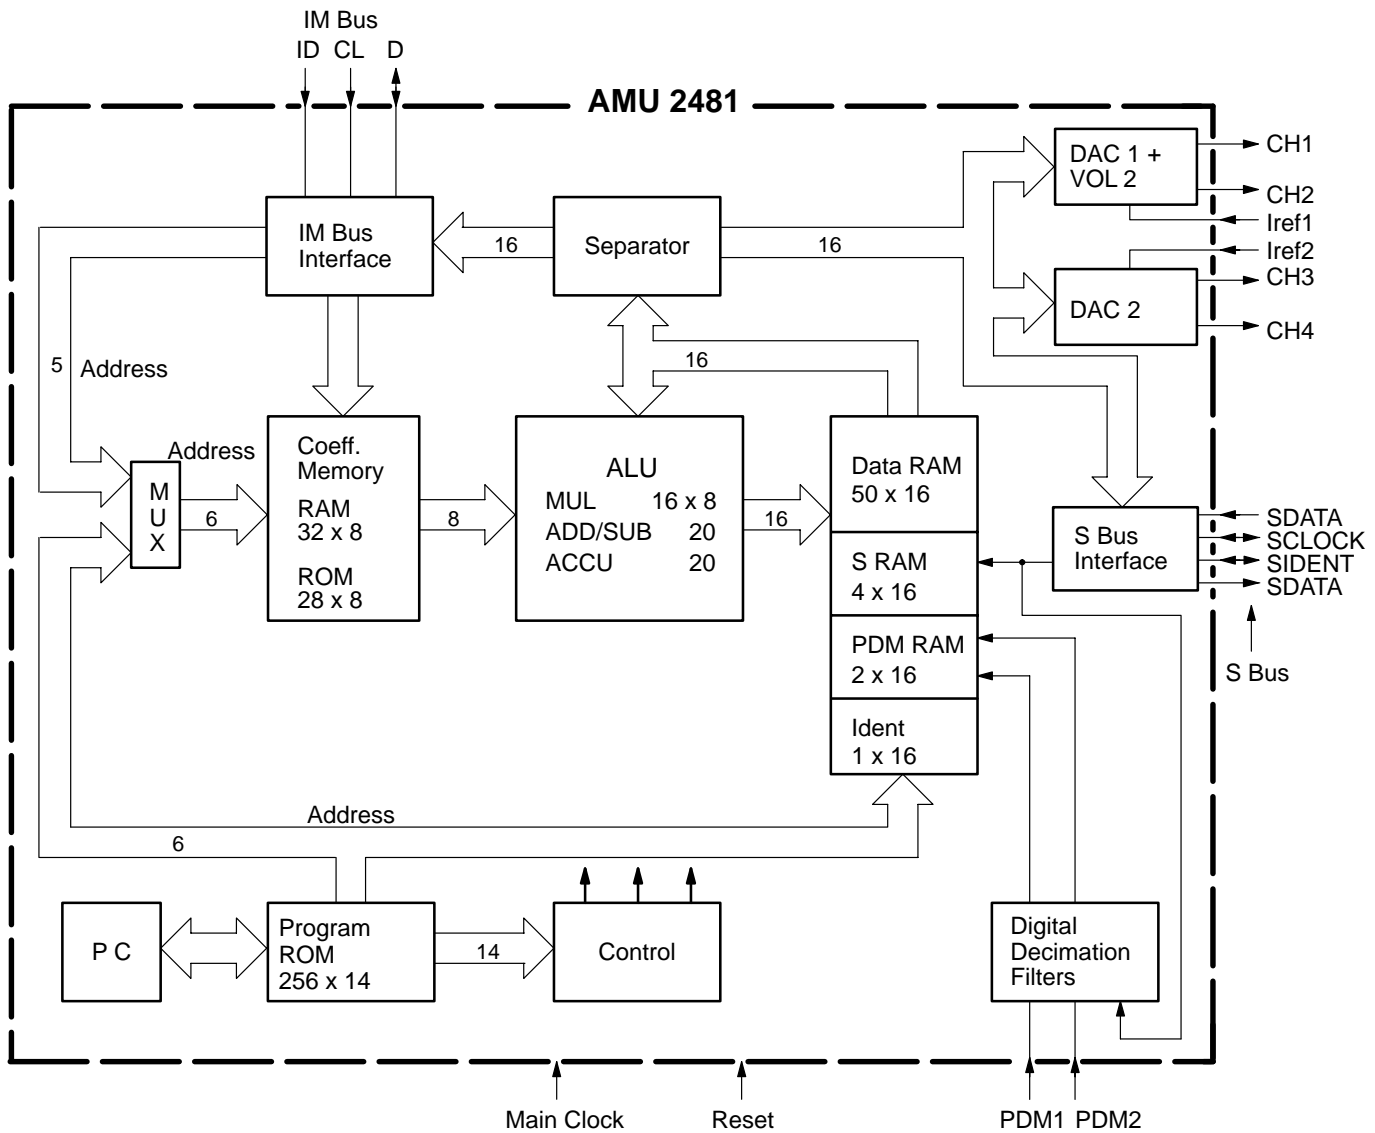 IM Bus
ID CL D
AMU 2481
DAC 1 +
VOL 2
CH1
CH2
Iref1
Iref2
CH3
CH4
DAC 2
IM Bus
Interface
16
Separator
16
5
Address
16
Address
MUX
6
Coeff.
Memory
RAM
32 x 8
ROM
28 x 8
8
ALU
MUL 16 x 8
ADD/SUB 20
ACCU 20
16
Data RAM
50 x 16
S RAM
4 x 16
PDM RAM
2 x 16
Ident
1 x 16
S Bus
Interface
SDATA
SCLOCK
SIDENT
SDATA
S Bus
Address
6
P C
Program
ROM
256 x 14
14
Control
Digital
Decimation
Filters
Main Clock
Reset
PDM1 PDM2